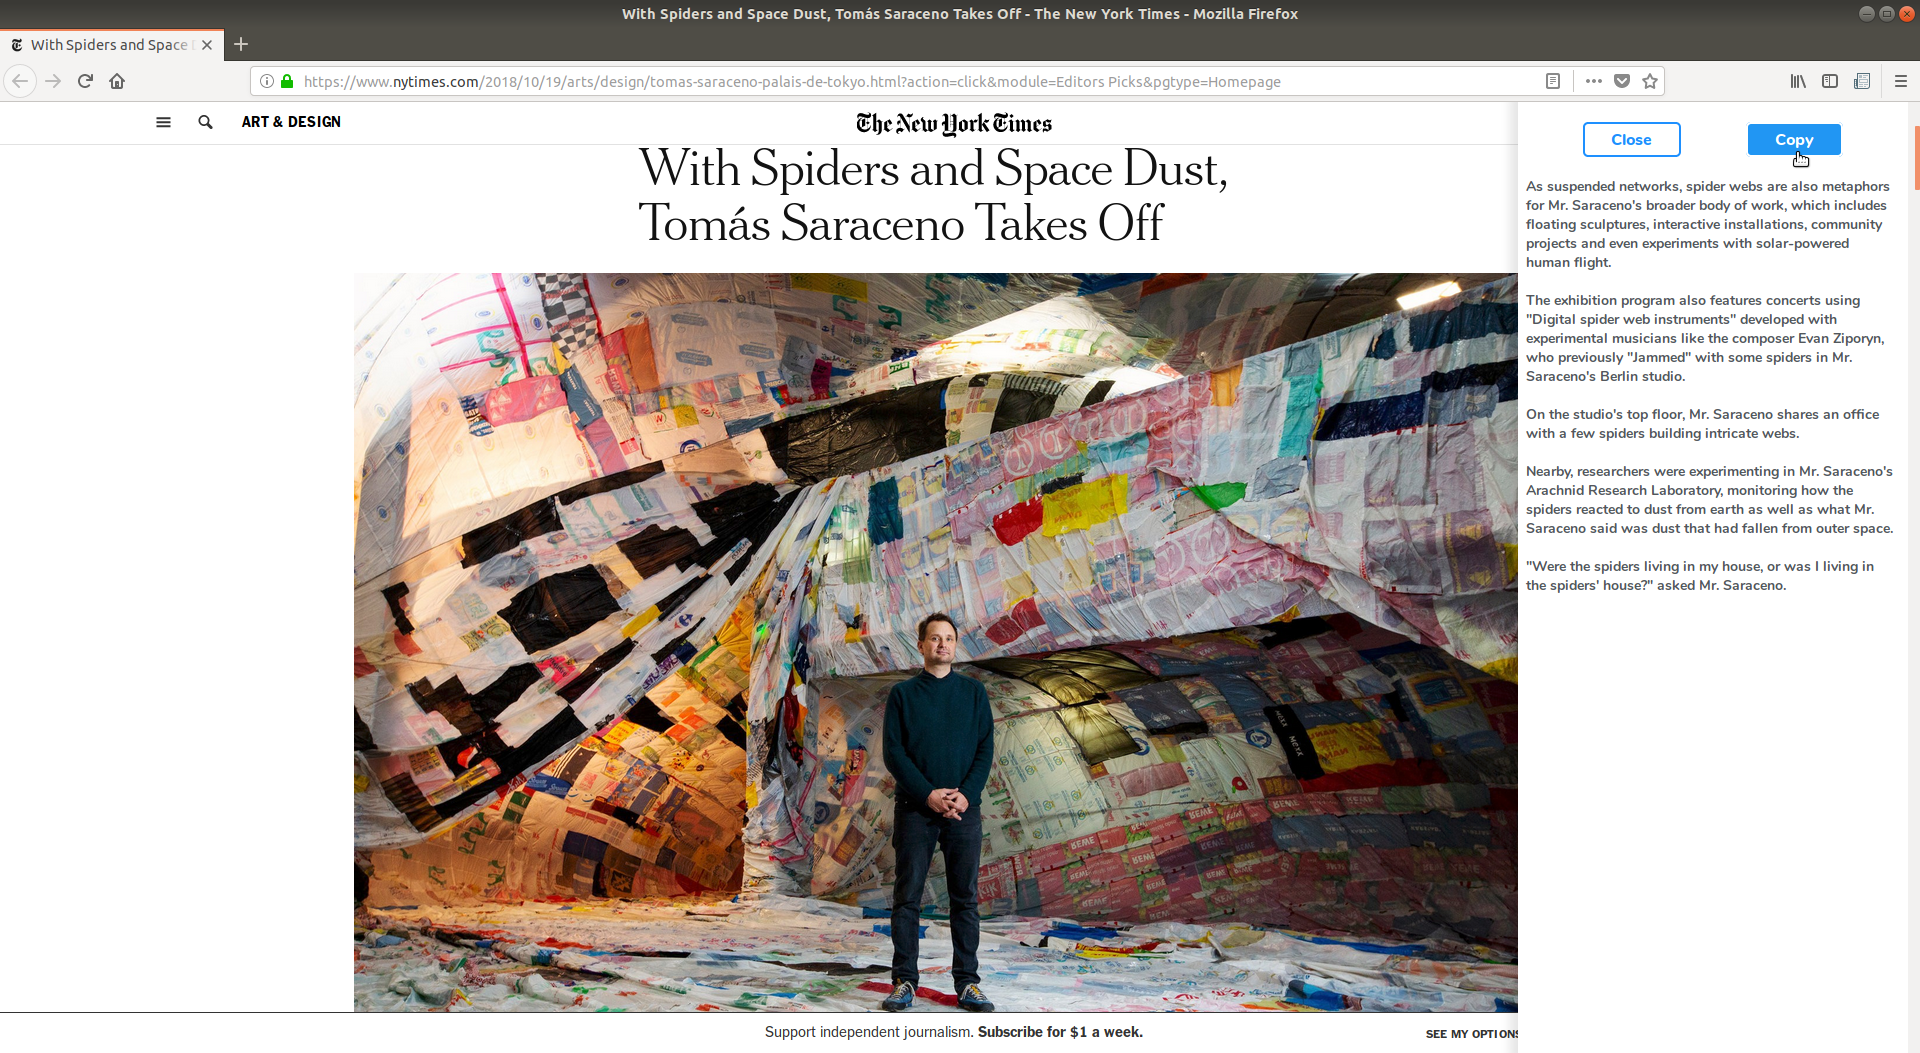 With Spiders and Space Dust, Tomás Saraceno Takes Off - The New York Times - Mozilla Firefox
With Spiders and Space
https://www.nytimes.com/2018/10/19/arts/design/tomas-saraceno-palais-de-tokyo.html?action=click&module=Editors Picks&pgtype=Homepage
ART & DESIGN
The New York Times
With Spiders and Space Dust,
Tomás Saraceno Takes Off
Support independent journalism. Subscribe for $1 a week.
SEE MY OPTIONS
Close
Copy
As suspended networks, spider webs are also metaphors
for Mr. Saraceno's broader body of work, which includes
floating sculptures, interactive installations, community
projects and even experiments with solar-powered
human flight.
The exhibition program also features concerts using
"Digital spider web instruments" developed with
experimental musicians like the composer Evan Ziporyn,
who previously "Jammed" with some spiders in Mr.
Saraceno's Berlin studio.
On the studio's top floor, Mr. Saraceno shares an office
with a few spiders building intricate webs.
Nearby, researchers were experimenting in Mr. Saraceno's
Arachnid Research Laboratory, monitoring how the
spiders reacted to dust from earth as well as what Mr.
Saraceno said was dust that had fallen from outer space.
"Were the spiders living in my house, or was I living in
the spiders' house?" asked Mr. Saraceno.